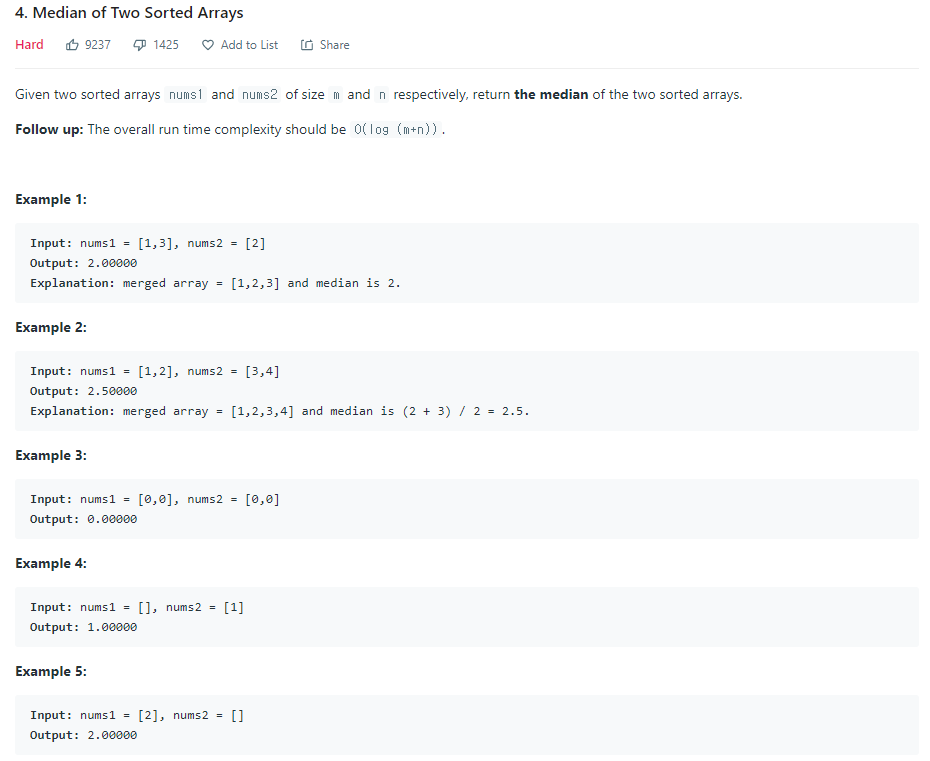 4. Median of Two Sorted Arrays
Hard 9237 1425 Add to List Share
Given two sorted arrays nums1 and nums2 of size m and n respectively, return the median of the two sorted arrays.
Follow up: The overall run time complexity should be O(log (m+n)).
Example 1:
Input: nums1 = [1,3], nums2 = [2]
Output: 2.00000
Explanation: merged array = [1,2,3] and median is 2.
Example 2:
Input: nums1 = [1,2], nums2 = [3,4]
Output: 2.50000
Explanation: merged array = [1,2,3,4] and median is (2 + 3) / 2 = 2.5.
Example 3:
Input: nums1 = [0,0], nums2 = [0,0]
Output: 0.00000
Example 4:
Input: nums1 = [], nums2 = [1]
Output: 1.00000
Example 5:
Input: nums1 = [2], nums2 = []
Output: 2.00000